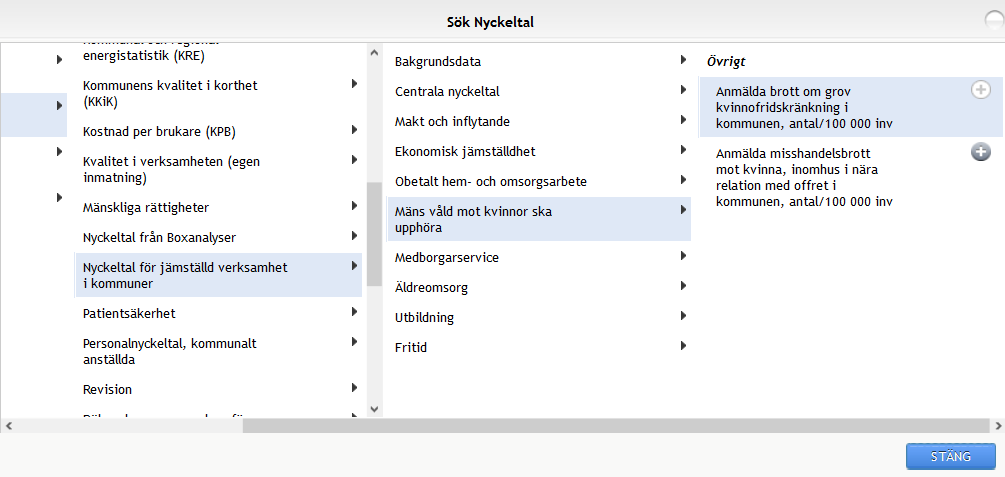 Sök Nyckeltal
energistatistik (KRE)
Kommunens kvalitet i korthet
(KKiK)
Kostnad per brukare (KPB)
Kvalitet i verksamheten (egen
inmatning)
Mänskliga rättigheter
Nyckeltal från Boxanalyser
Nyckeltal för jämställd verksamhet
i kommuner
Patientsäkerhet
Personalnyckeltal, kommunalt
anställda
Revision
Bakgrundsdata
Centrala nyckeltal
Makt och inflytande
Ekonomisk jämställdhet
Obetalt hem- och omsorgsarbete
Mäns våld mot kvinnor ska
upphöra
Medborgarservice
Äldreomsorg
Utbildning
Fritid
Övrigt
Anmälda brott om grov
kvinnofridskränkning i
kommunen, antal/100 000 inv
Anmälda misshandelsbrott
mot kvinna, inomhus i nära
relation med offret i
kommunen, antal/100 000 inv
STÄNG